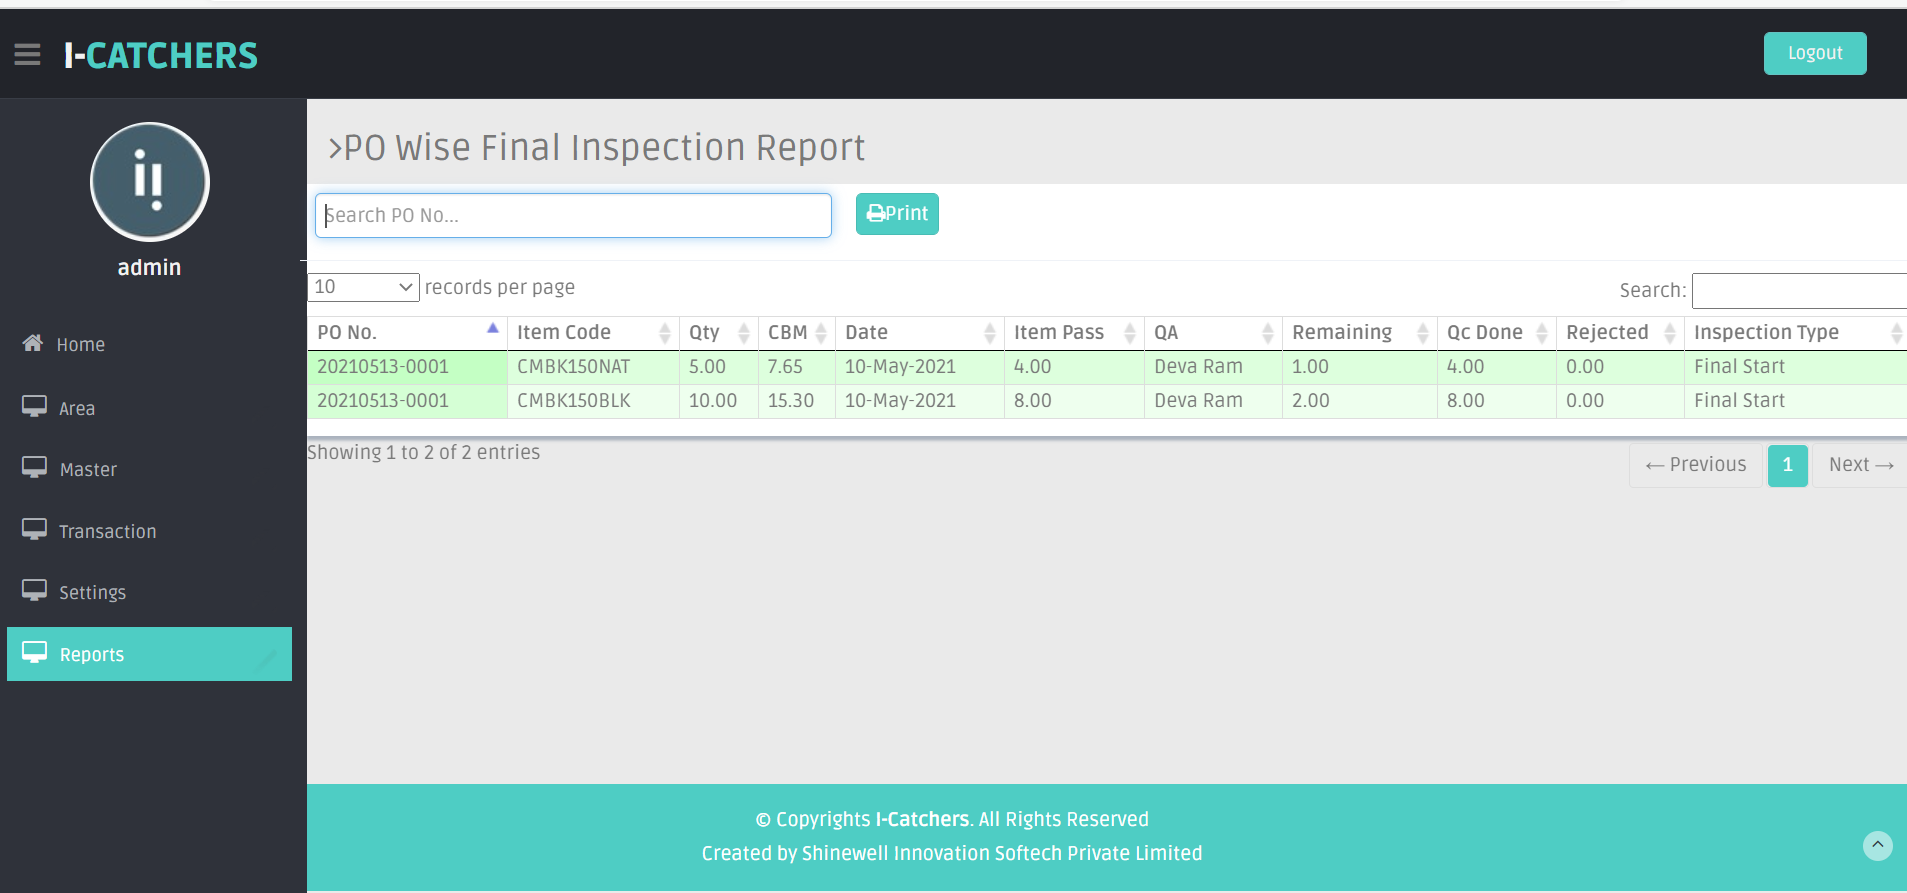 I-CATCHERS
Logout
admin
Home
Area
Master
Transaction
Settings
Reports
>PO Wise Final Inspection Report
Search PO No...
Print
10 records per page
Search:
PO No. Item Code Qty CBM Date Item Pass QA Remaining Qc Done Rejected Inspection Type
20210513-0001 CMBK150NAT 5.00 7.65 10-May-2021 4.00 Deva Ram 1.00 4.00 0.00 Final Start
20210513-0001 CMBK150BLK 10.00 15.30 10-May-2021 8.00 Deva Ram 2.00 8.00 0.00 Final Start
Showing 1 to 2 of 2 entries
← Previous 1 Next →
© Copyrights I-Catchers. All Rights Reserved
Created by Shinewell Innovation Softech Private Limited